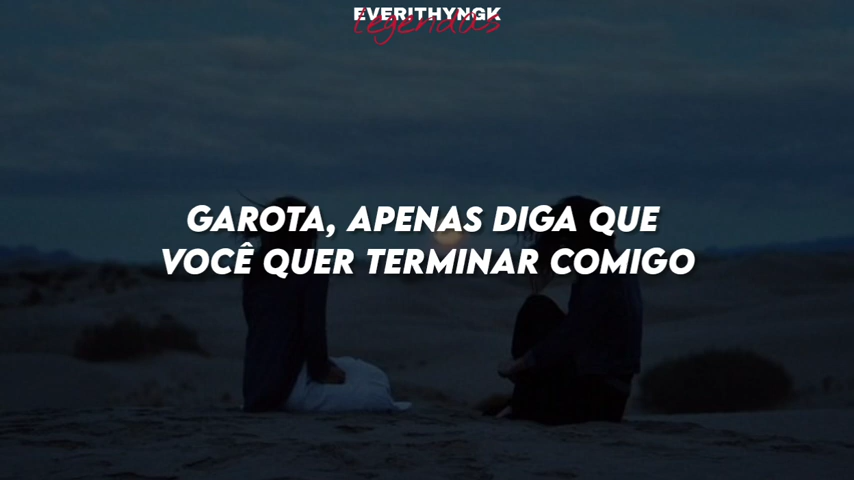 EVERITHYNGK
legendas
GAROTA, APENAS DIGA QUE
VOCÊ QUER TERMINAR COMIGO